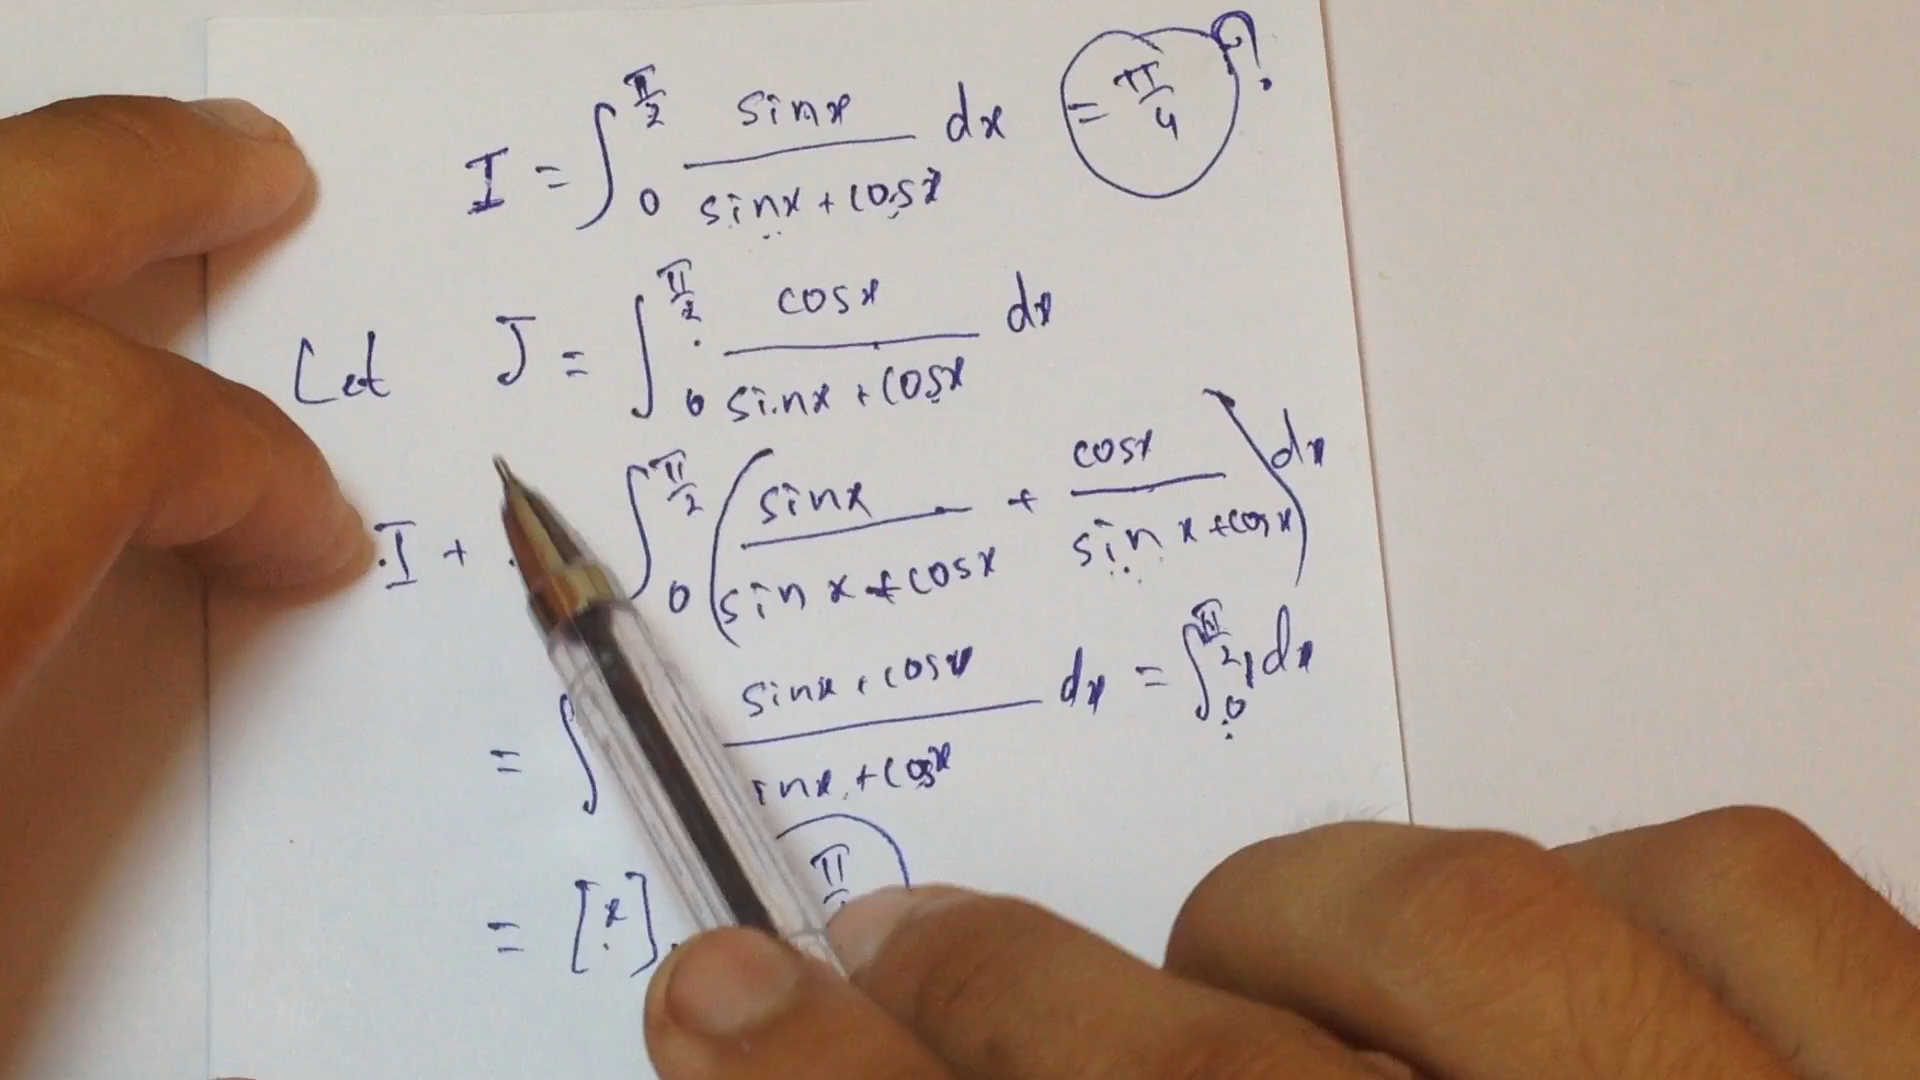 I = ∫₀^(π/2) sinx / (sinx + cosx) dx = π/4 ?
Let J = ∫₀^(π/2) cosx / (sinx + cosx) dx
I + ∫₀^(π/2) ( sinx / (sinx + cosx) + cosx / (sinx + cosx) ) dx
= ∫ (sinx + cosx) / (inx + cosx) dx = ∫₀^(π/2) 1 dx
= [x] π